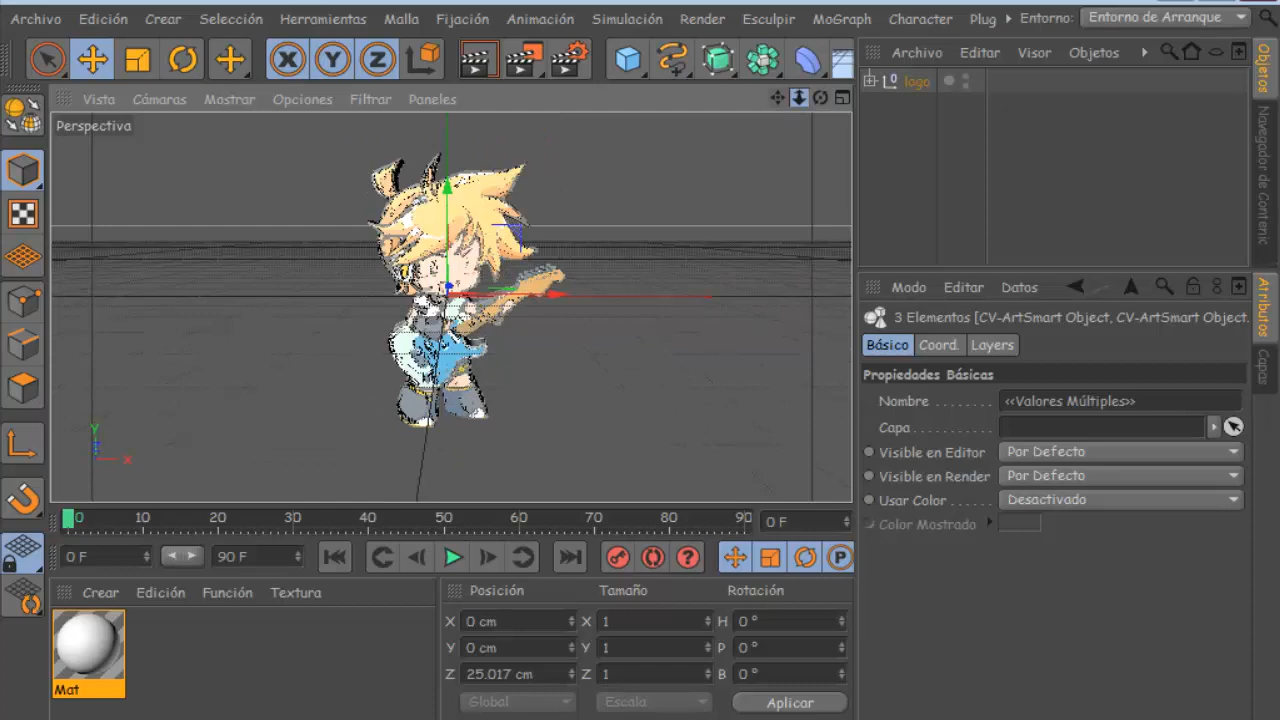 Archivo Edición Crear Selección Herramientas Malla Fijación Animación Simulación Render Esculpir MoGraph Character Plug Entorno: Entorno de Arranque
X Y Z
Archivo Editar Visor Objetos
Vista Cámaras Mostrar Opciones Filtrar Paneles
Perspectiva
logo
Objetos
Navegador de Contenic
Y
X
Modo Editar Datos
3 Elementos [CV-ArtSmart Object, CV-ArtSmart Object.
Básico Coord. Layers
Propiedades Básicas
Nombre ........ <<Valores Múltiples>>
Capa...........
Visible en Editor Por Defecto
Visible en Render Por Defecto
Usar Color ..... Desactivado
Color Mostrado
Atributos
Capas
0 10 20 30 40 50 60 70 80 90 0 F
0 F 90 F ? P
Crear Edición Función Textura
Mat
Posición Tamaño Rotación
X 0 cm X 1 H 0 °
Y 0 cm Y 1 P 0 °
Z 25.017 cm Z 1 B 0 °
Global Escala Aplicar